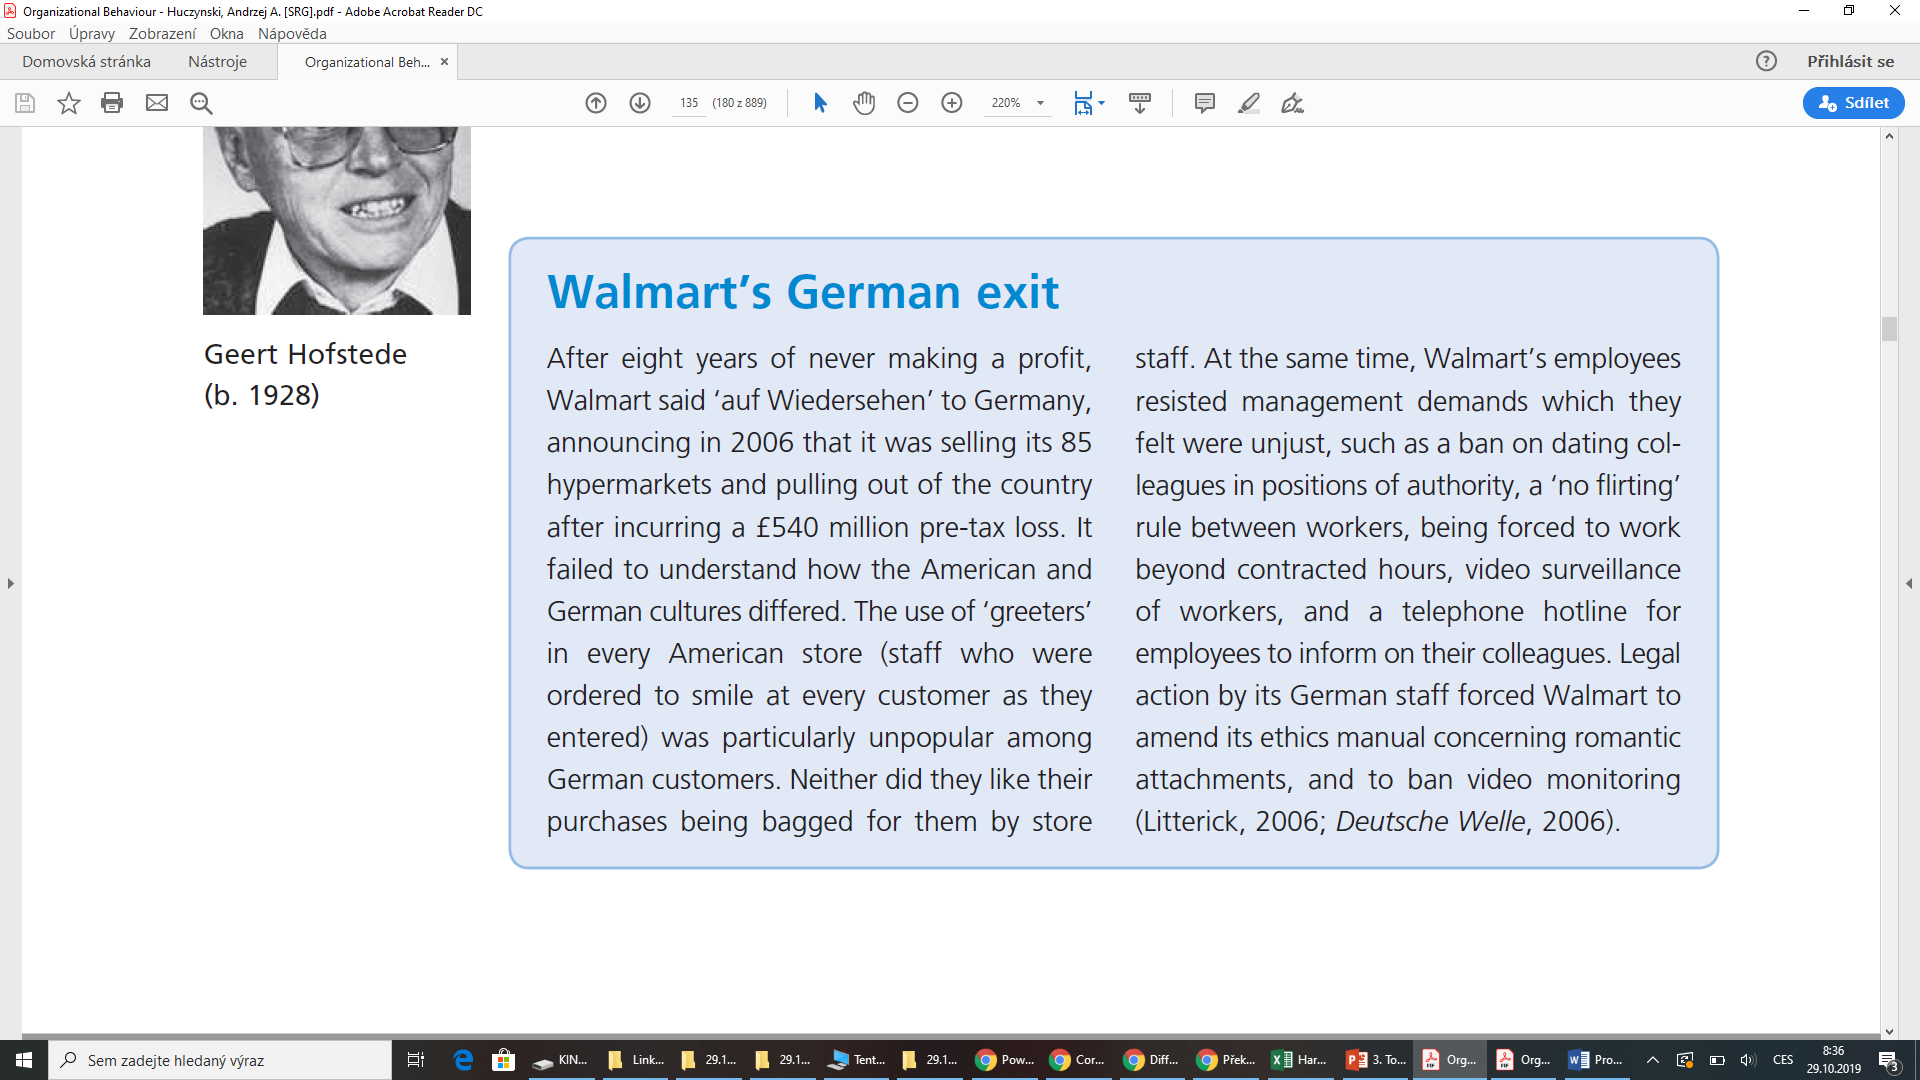 Organizational Behaviour - Huczynski, Andrzej A. [SRG].pdf - Adobe Acrobat Reader DC
Soubor Úpravy Zobrazení Okna Nápověda
Domovská stránka Nástroje Organizational Beh... × ? Přihlásit se
135 (180 z 889) 220% Sdílet
Geert Hofstede
(b. 1928)
Walmart’s German exit
After eight years of never making a profit,
Walmart said ‘auf Wiedersehen’ to Germany,
announcing in 2006 that it was selling its 85
hypermarkets and pulling out of the country
after incurring a £540 million pre-tax loss. It
failed to understand how the American and
German cultures differed. The use of ‘greeters’
in every American store (staff who were
ordered to smile at every customer as they
entered) was particularly unpopular among
German customers. Neither did they like their
purchases being bagged for them by store
staff. At the same time, Walmart’s employees
resisted management demands which they
felt were unjust, such as a ban on dating col-
leagues in positions of authority, a ‘no flirting’
rule between workers, being forced to work
beyond contracted hours, video surveillance
of workers, and a telephone hotline for
employees to inform on their colleagues. Legal
action by its German staff forced Walmart to
amend its ethics manual concerning romantic
attachments, and to ban video monitoring
(Litterick, 2006; Deutsche Welle, 2006).
Sem zadejte hledaný výraz KIN... Link... 29.1... 29.1... Tent... 29.1... Pow... Cor... Diff... Přek... Har... 3. To... Org... Org... Pro... CES 8:36
29.10.2019 3